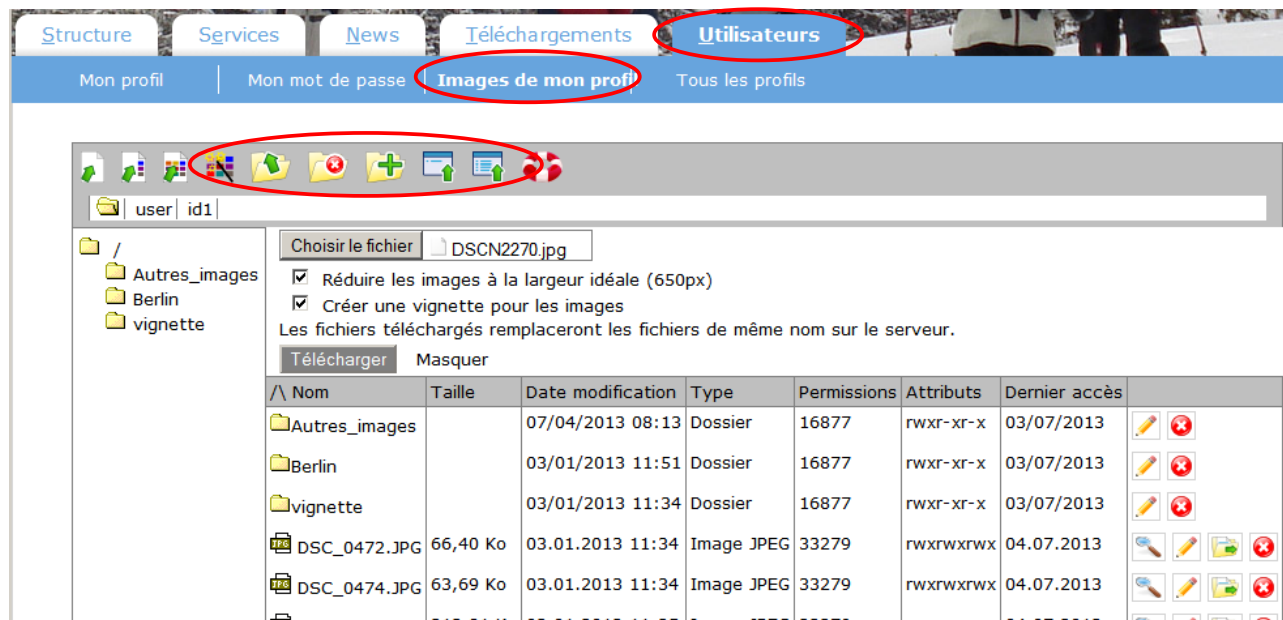 Structure Services News Téléchargements Utilisateurs
Mon profil Mon mot de passe Images de mon profil Tous les profils
user id1
/
Autres_images
Berlin
vignette
Choisir le fichier DSCN2270.jpg
Réduire les images à la largeur idéale (650px)
Créer une vignette pour les images
Les fichiers téléchargés remplaceront les fichiers de même nom sur le serveur.
Télécharger Masquer
/\ Nom Taille Date modification Type Permissions Attributs Dernier accès
Autres_images 07/04/2013 08:13 Dossier 16877 rwxr-xr-x 03/07/2013
Berlin 03/01/2013 11:51 Dossier 16877 rwxr-xr-x 03/07/2013
vignette 03/01/2013 11:34 Dossier 16877 rwxr-xr-x 03/07/2013
DSC_0472.JPG 66,40 Ko 03.01.2013 11:34 Image JPEG 33279 rwxrwxrwx 04.07.2013
DSC_0474.JPG 63,69 Ko 03.01.2013 11:34 Image JPEG 33279 rwxrwxrwx 04.07.2013